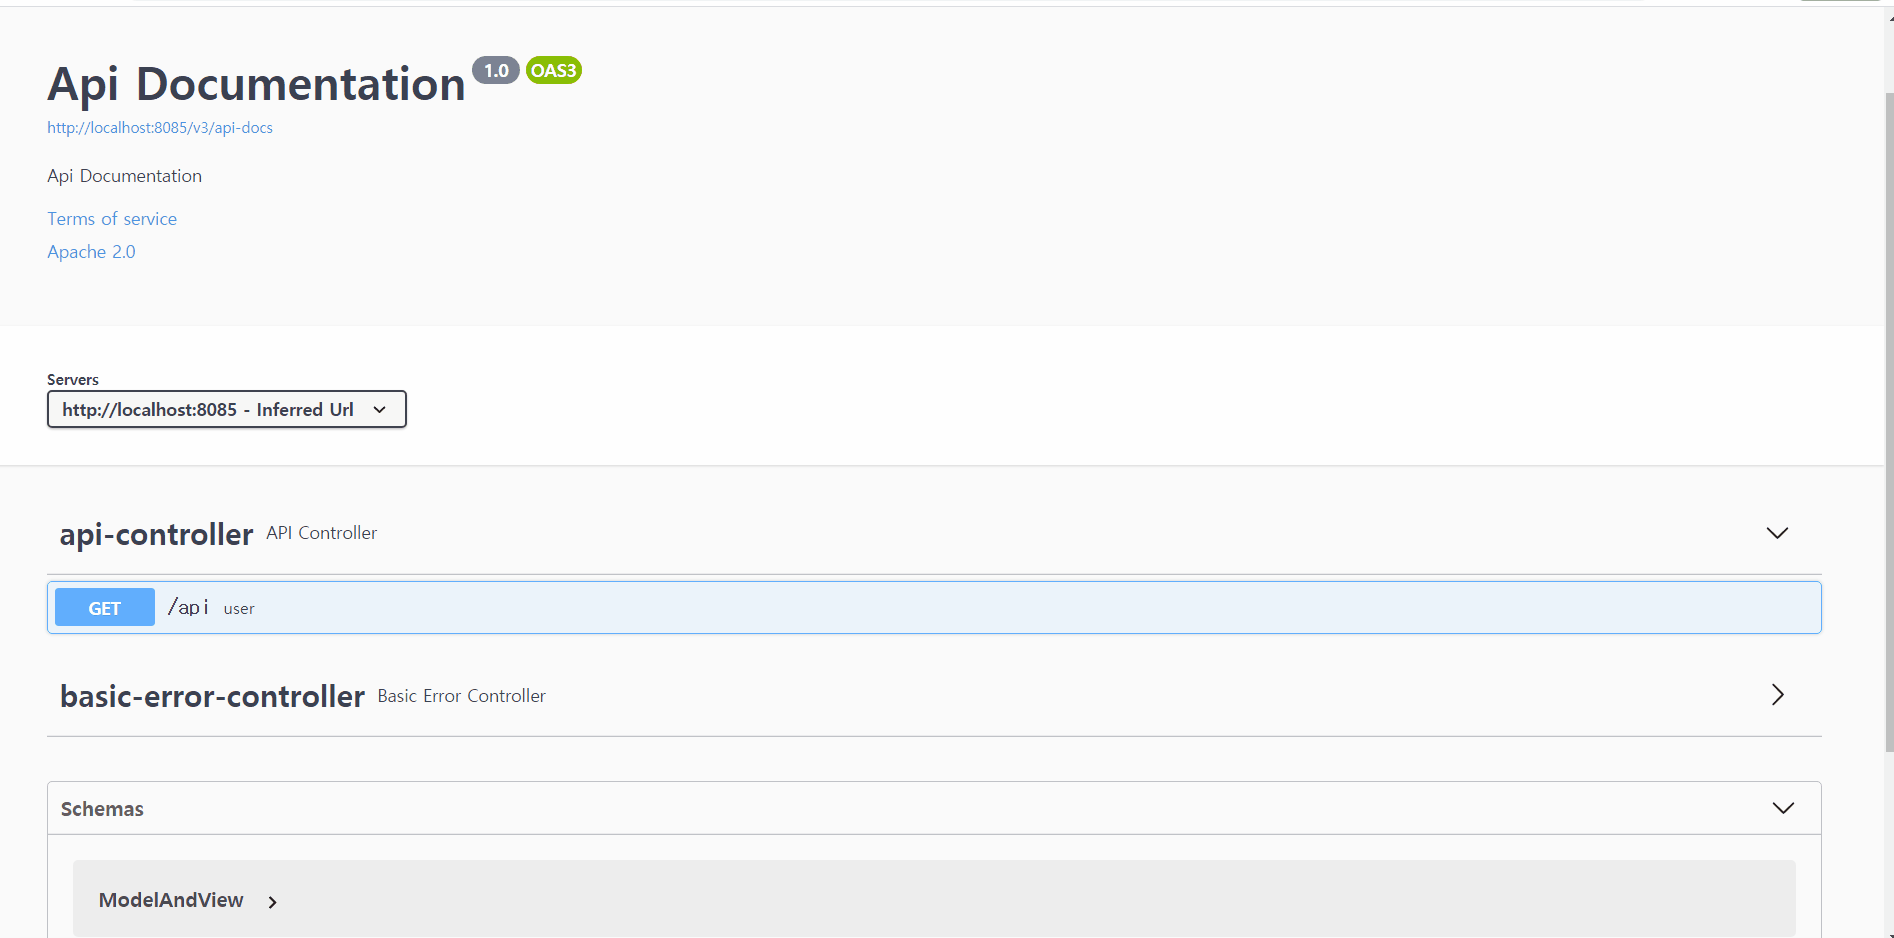 Api Documentation 1.0 OAS3
http://localhost:8085/v3/api-docs
Api Documentation
Terms of service
Apache 2.0
Servers
http://localhost:8085 - Inferred Url
api-controller API Controller
GET /api user
basic-error-controller Basic Error Controller
Schemas
ModelAndView